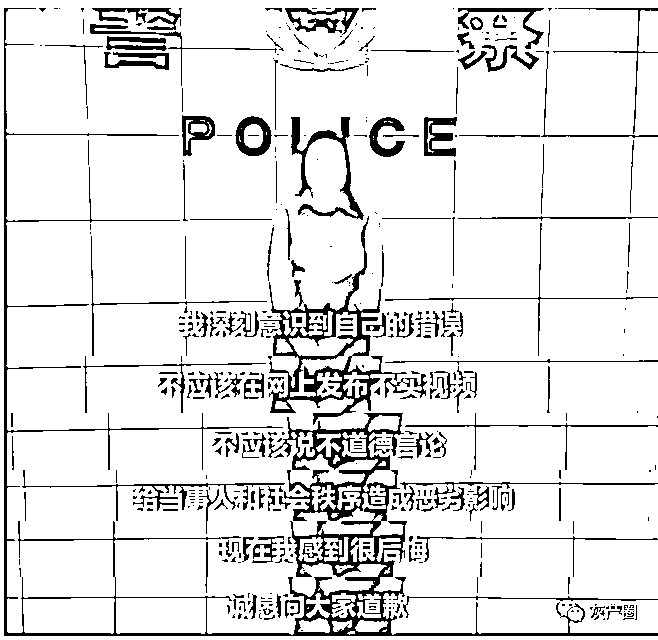 警 察
POLICE
我深刻意识到自己的错误
不应该在网上发布不实视频
不应该说不道德言论
给当事人和社会秩序造成恶劣影响
现在我感到很后悔
诚恳向大家道歉
灰产圈